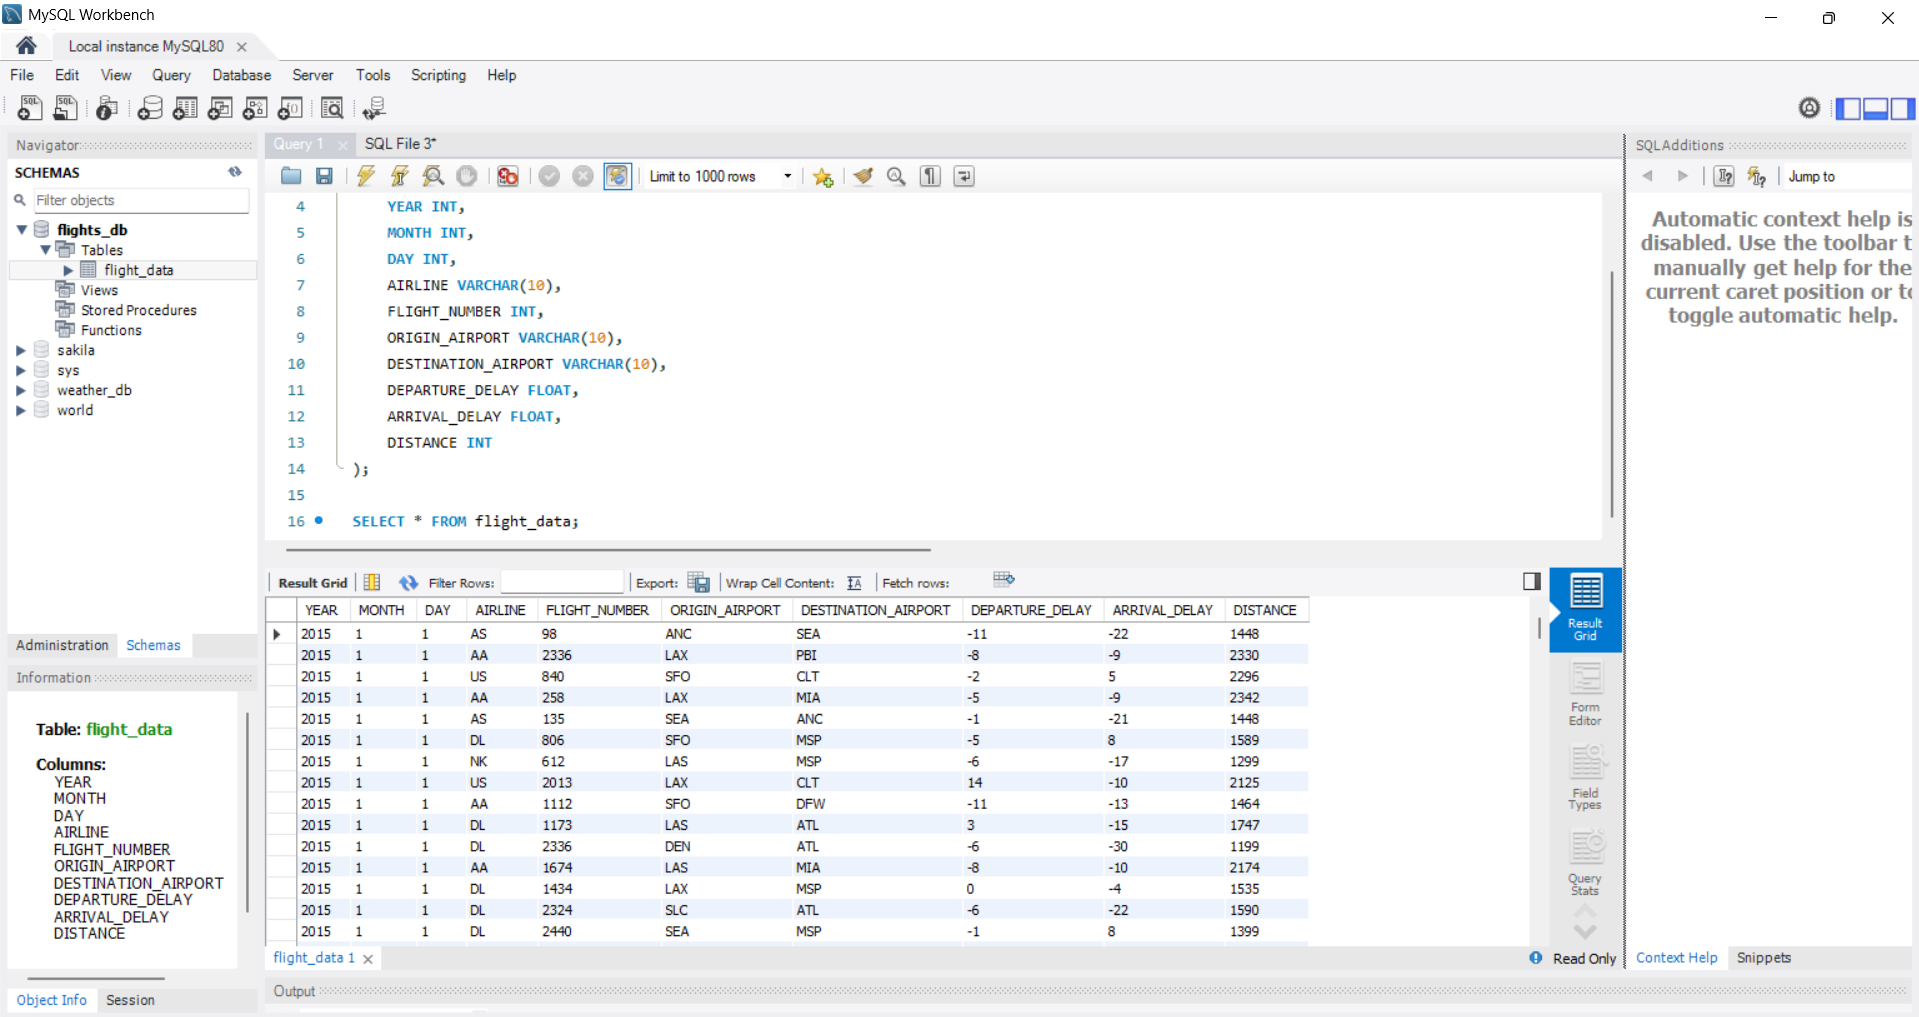 MySQL Workbench
Local instance MySQL80
File Edit View Query Database Server Tools Scripting Help
Navigator
SCHEMAS
Filter objects
flights_db
Tables
flight_data
Views
Stored Procedures
Functions
sakila
sys
weather_db
world
Administration Schemas
Information
Table: flight_data
Columns:
YEAR
MONTH
DAY
AIRLINE
FLIGHT_NUMBER
ORIGIN_AIRPORT
DESTINATION_AIRPORT
DEPARTURE_DELAY
ARRIVAL_DELAY
DISTANCE
Object Info Session
Query 1 SQL File 3*
Limit to 1000 rows
4 YEAR INT,
5 MONTH INT,
6 DAY INT,
7 AIRLINE VARCHAR(10),
8 FLIGHT_NUMBER INT,
9 ORIGIN_AIRPORT VARCHAR(10),
10 DESTINATION_AIRPORT VARCHAR(10),
11 DEPARTURE_DELAY FLOAT,
12 ARRIVAL_DELAY FLOAT,
13 DISTANCE INT
14 );
15
16 SELECT * FROM flight_data;
Result Grid Filter Rows: Export: Wrap Cell Content: Fetch rows:
YEAR MONTH DAY AIRLINE FLIGHT_NUMBER ORIGIN_AIRPORT DESTINATION_AIRPORT DEPARTURE_DELAY ARRIVAL_DELAY DISTANCE
2015 1 1 AS 98 ANC SEA -11 -22 1448
2015 1 1 AA 2336 LAX PBI -8 -9 2330
2015 1 1 US 840 SFO CLT -2 5 2296
2015 1 1 AA 258 LAX MIA -5 -9 2342
2015 1 1 AS 135 SEA ANC -1 -21 1448
2015 1 1 DL 806 SFO MSP -5 8 1589
2015 1 1 NK 612 LAS MSP -6 -17 1299
2015 1 1 US 2013 LAX CLT 14 -10 2125
2015 1 1 AA 1112 SFO DFW -11 -13 1464
2015 1 1 DL 1173 LAS ATL 3 -15 1747
2015 1 1 DL 2336 DEN ATL -6 -30 1199
2015 1 1 AA 1674 LAS MIA -8 -10 2174
2015 1 1 DL 1434 LAX MSP 0 -4 1535
2015 1 1 DL 2324 SLC ATL -6 -22 1590
2015 1 1 DL 2440 SEA MSP -1 8 1399
flight_data 1
Read Only
Output
Result
Grid
Form
Editor
Field
Types
Query
Stats
SQLAdditions
Jump to
Automatic context help is
disabled. Use the toolbar t
manually get help for the
current caret position or to
toggle automatic help.
Context Help Snippets